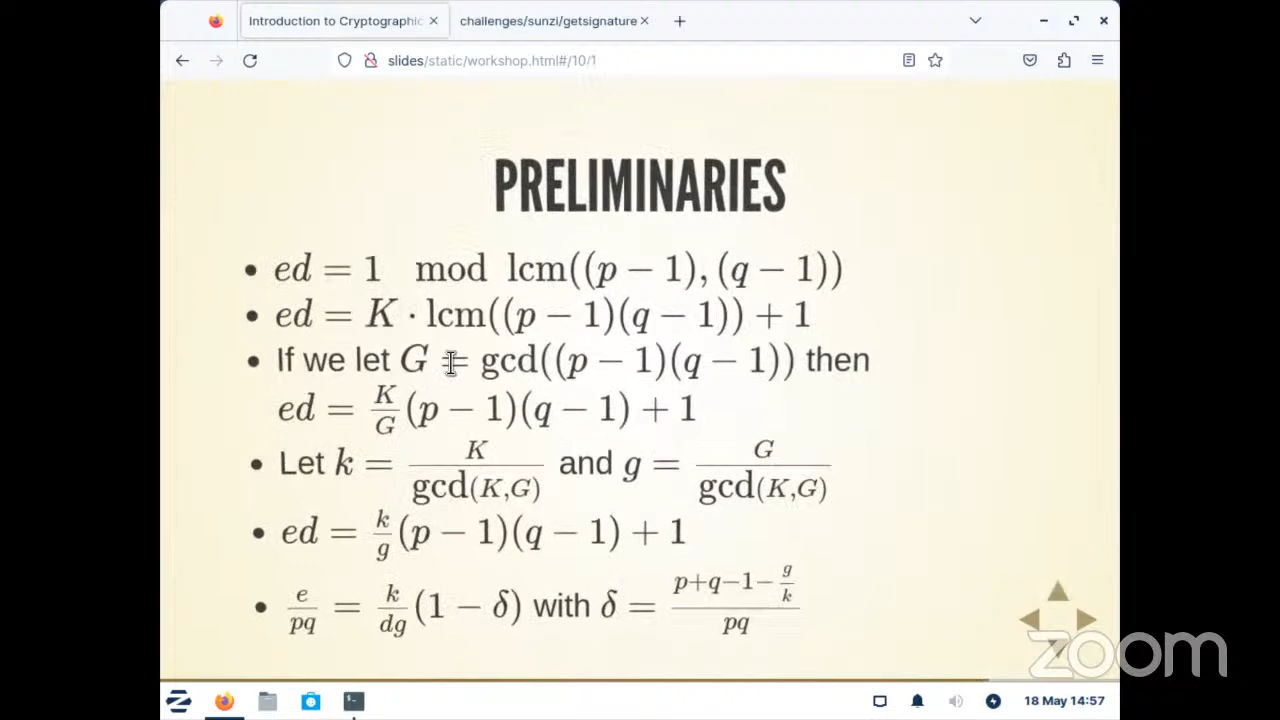 Introduction to Cryptographic
challenges/sunzi/getsignature
slides/static/workshop.html#/10/1
PRELIMINARIES
• ed = 1 mod lcm((p − 1), (q − 1))
• ed = K · lcm((p − 1)(q − 1)) + 1
• If we let G = gcd((p − 1)(q − 1)) then
ed = K/G (p − 1)(q − 1) + 1
• Let k = K/gcd(K,G) and g = G/gcd(K,G)
• ed = k/g (p − 1)(q − 1) + 1
• e/pq = k/dg (1 − δ) with δ = (p+q−1−g/k)/pq
zoom
18 May 14:57